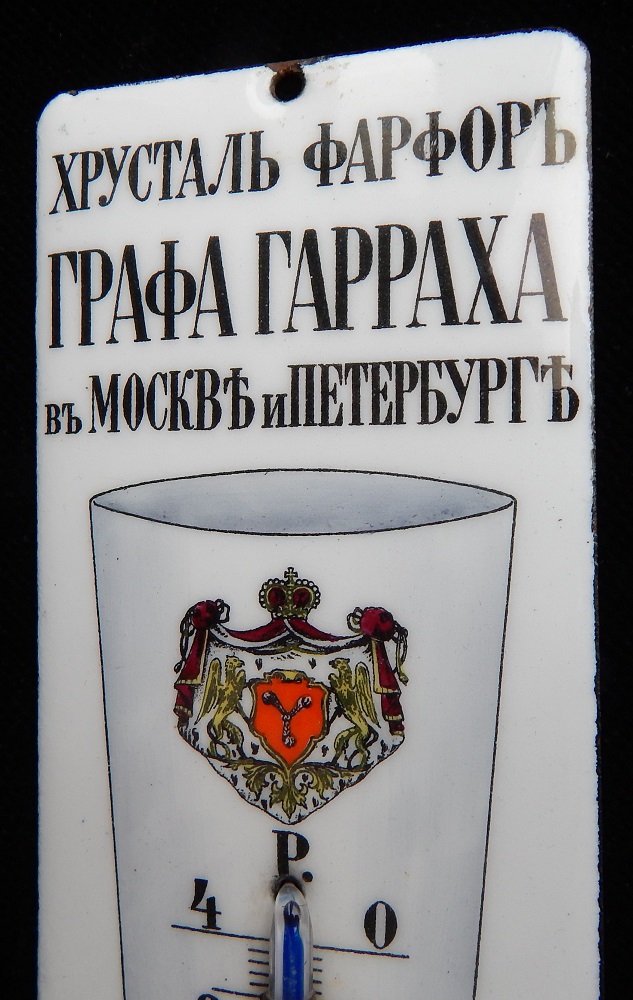 ХРУСТАЛЬ ФАРФОРЪ
ГРАФА ГАРРАХА
въ МОСКВѢ и ПЕТЕРБУРГѢ
Р.
4 0